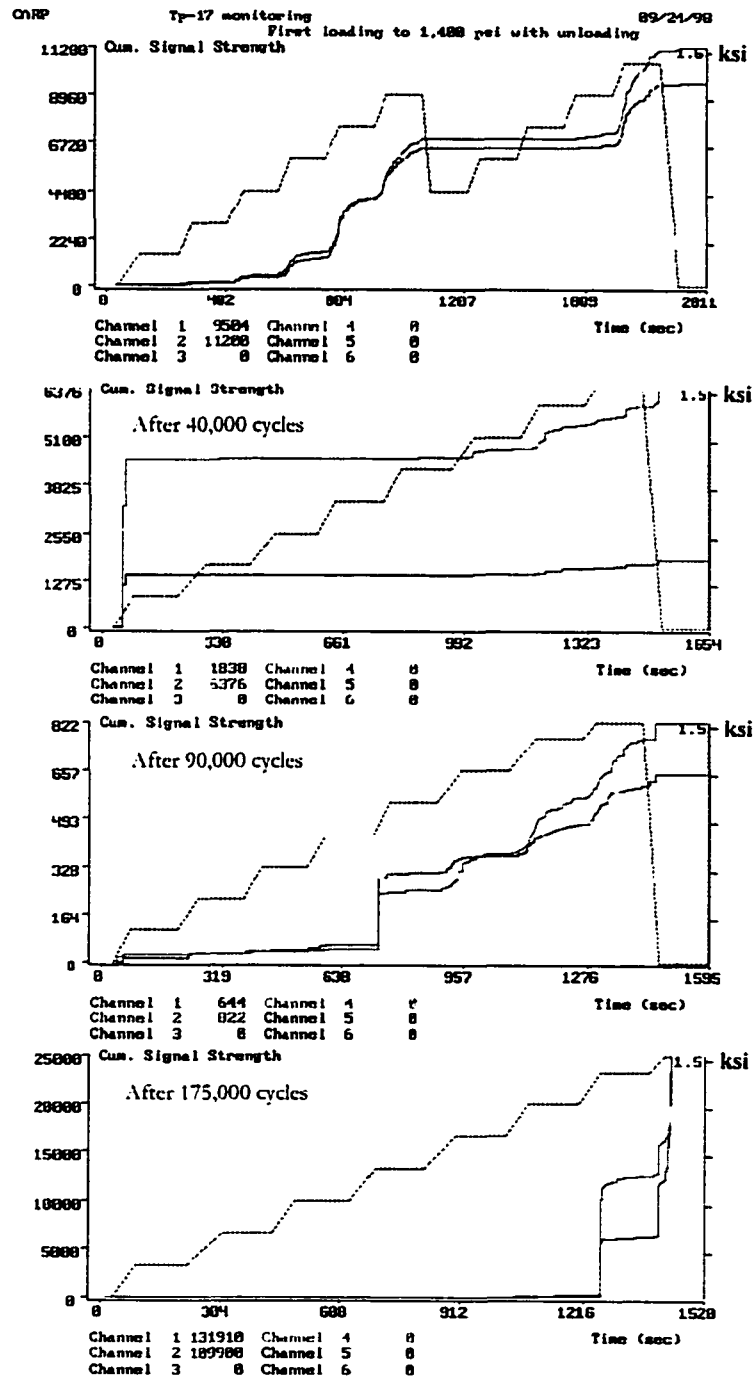 CARP Tp-17 monitoring 09/21/98
First loading to 1,400 psi with unloading
11200 Cum. Signal Strength 1.6 ksi
8960
6720
4480
2240
0
0 402 804 1207 1609 2011
Channel 1 9504 Channel 4 0 Time (sec)
Channel 2 11200 Channel 5 0
Channel 3 0 Channel 6 0
6376 Cum. Signal Strength 1.5 ksi
After 40,000 cycles
5100
3825
2550
1275
0
0 330 661 992 1323 1654
Channel 1 1838 Channel 4 0 Time (sec)
Channel 2 6376 Channel 5 0
Channel 3 0 Channel 6 0
822 Cum. Signal Strength 1.5 ksi
After 90,000 cycles
657
493
328
164
0
0 319 638 957 1276 1595
Channel 1 644 Channel 4 Time (sec)
Channel 2 822 Channel 5 0
Channel 3 0 Channel 6 0
25000 Cum. Signal Strength 1.5 ksi
After 175,000 cycles
20000
15000
10000
5000
0
0 304 608 912 1216 1520
Channel 1 131910 Channel 4 0 Time (sec)
Channel 2 109900 Channel 5 0
Channel 3 0 Channel 6 0